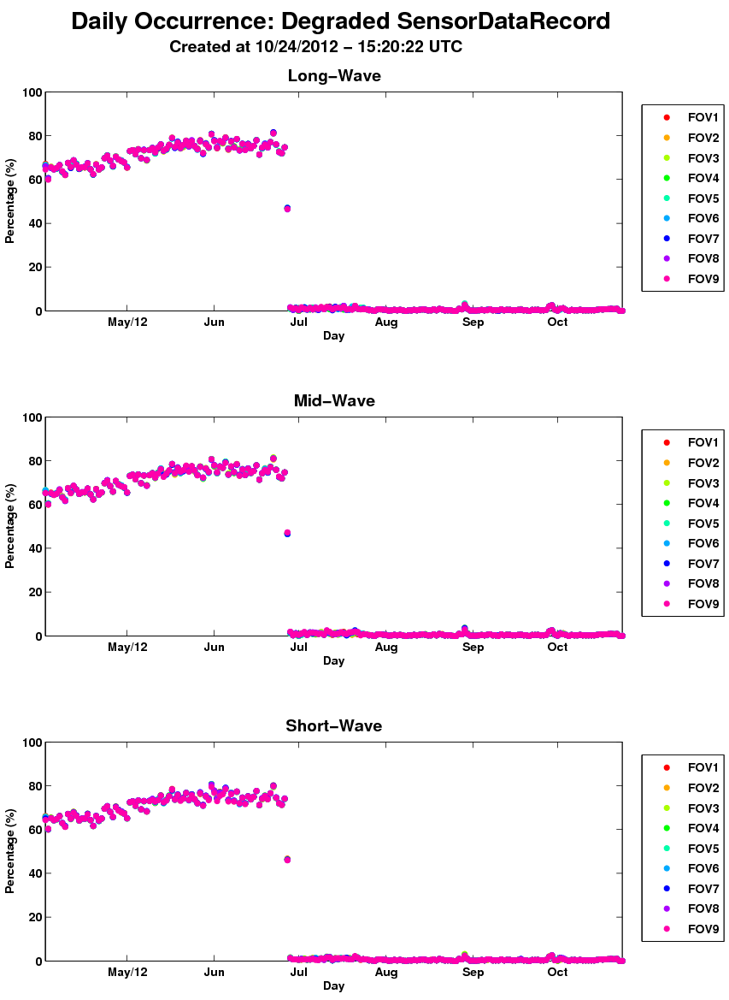 Daily Occurrence: Degraded SensorDataRecord
Created at 10/24/2012 − 15:20:22 UTC
Long−Wave
100
80
60
40
20
0
Percentage (%)
May/12 Jun Jul Aug Sep Oct
Day
FOV1
FOV2
FOV3
FOV4
FOV5
FOV6
FOV7
FOV8
FOV9
Mid−Wave
100
80
60
40
20
0
Percentage (%)
May/12 Jun Jul Aug Sep Oct
Day
FOV1
FOV2
FOV3
FOV4
FOV5
FOV6
FOV7
FOV8
FOV9
Short−Wave
100
80
60
40
20
0
Percentage (%)
May/12 Jun Jul Aug Sep Oct
Day
FOV1
FOV2
FOV3
FOV4
FOV5
FOV6
FOV7
FOV8
FOV9